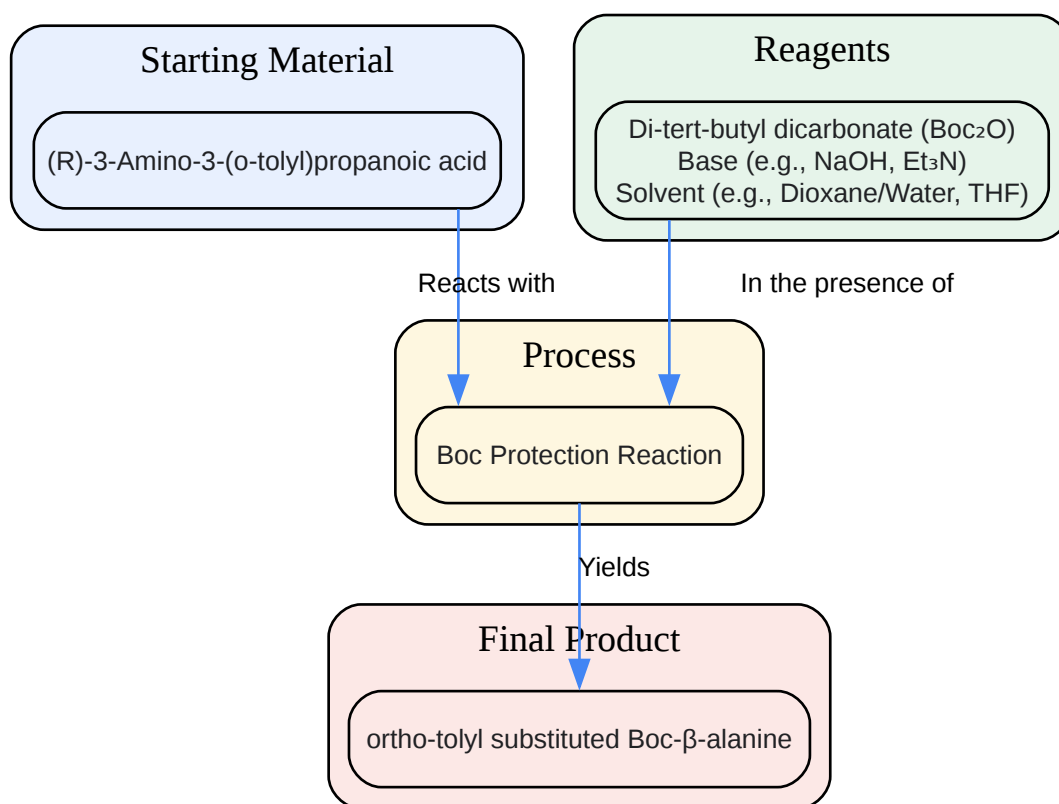 Starting Material
(R)-3-Amino-3-(o-tolyl)propanoic acid
Reagents
Di-tert-butyl dicarbonate (Boc₂O)
Base (e.g., NaOH, Et₃N)
Solvent (e.g., Dioxane/Water, THF)
Reacts with
In the presence of
Process
Boc Protection Reaction
Yields
Final Product
ortho-tolyl substituted Boc-β-alanine